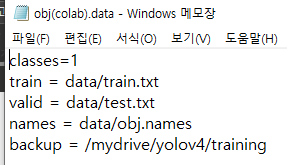 obj(colab).data - Windows 메모장
파일(F) 편집(E) 서식(O) 보기(V) 도움말(H)
classes=1
train = data/train.txt
valid = data/test.txt
names = data/obj.names
backup = /mydrive/yolov4/training